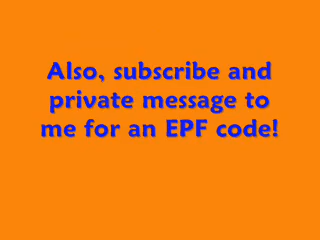 Also, subscribe and
private message to
me for an EPF code!